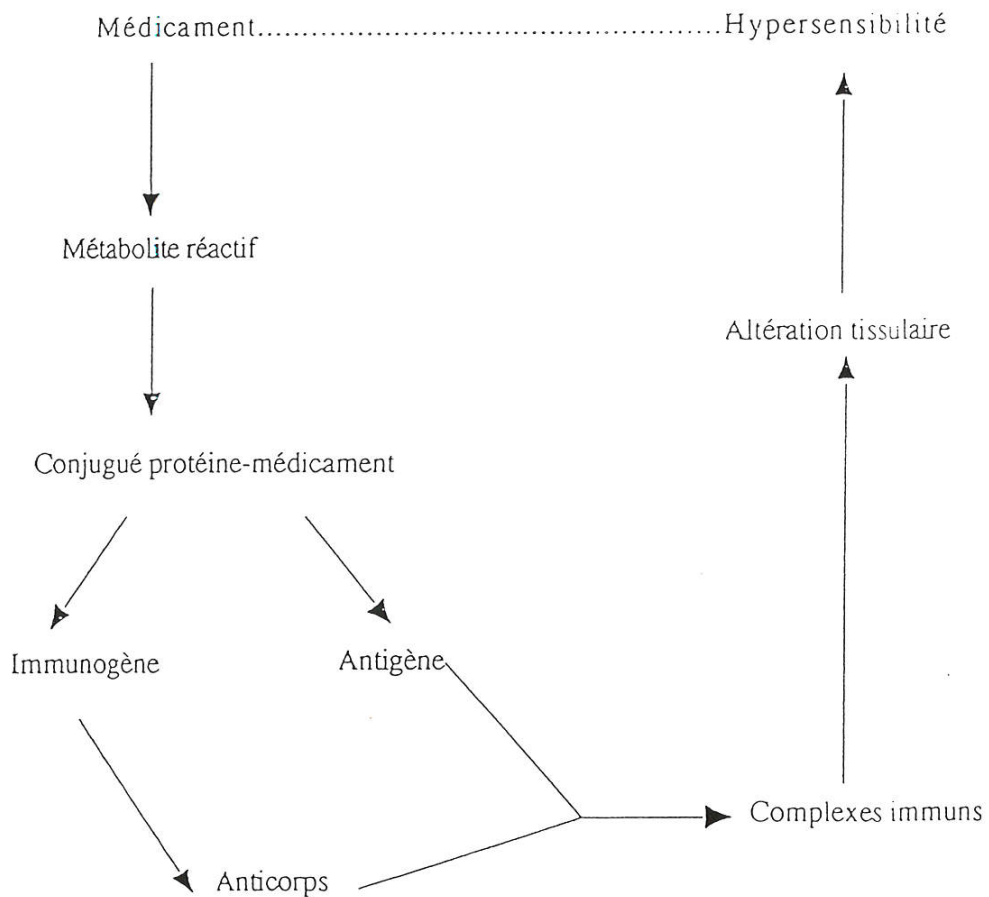 Médicament......................................................Hypersensibilité
Métabolite réactif
Altération tissulaire
Conjugué protéine-médicament
Immunogène
Antigène
Complexes immuns
Anticorps